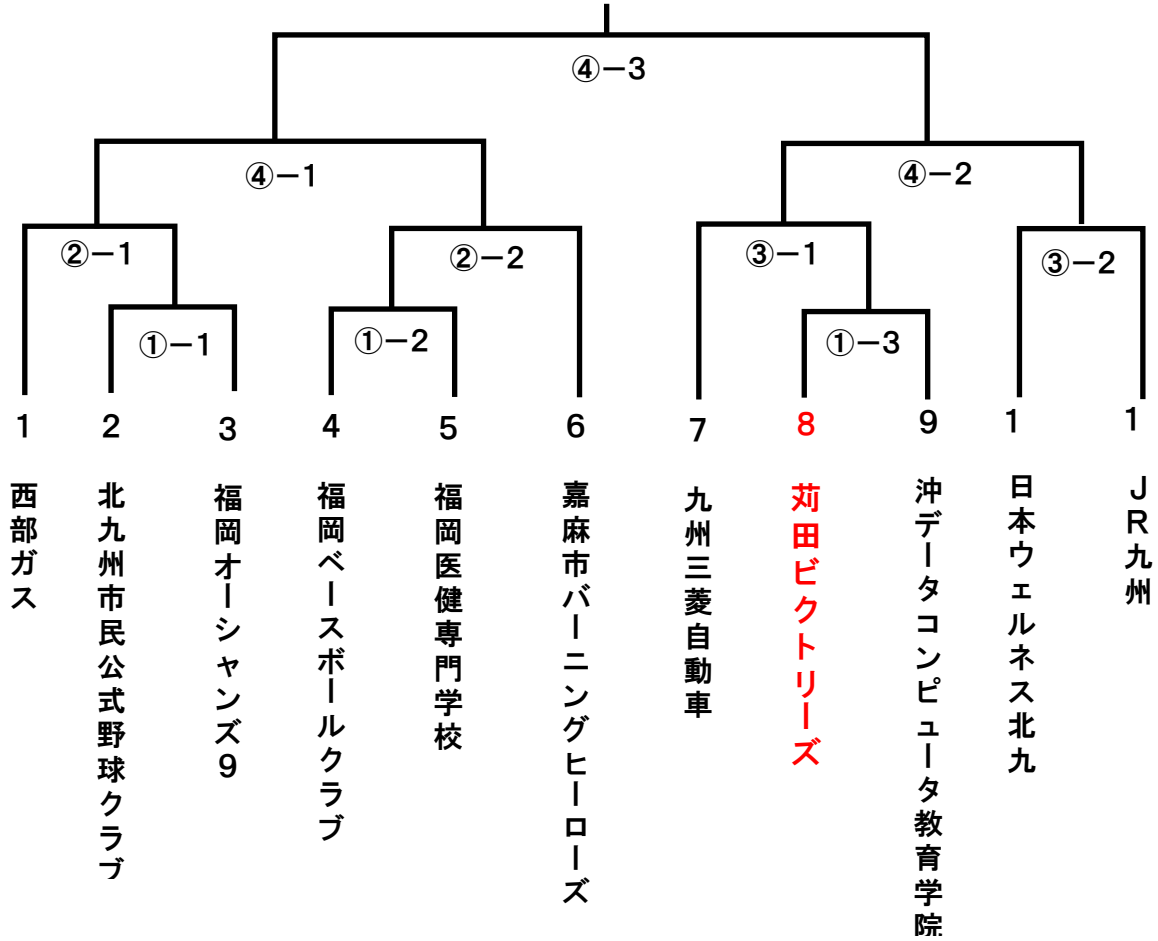 ④－3
④－1
④－2
②－1
②－2
③－1
③－2
①－1
①－2
①－3
1
2
3
4
5
6
7
8
9
1
1
西部ガス
北九州市民公式野球クラブ
福岡オーシャンズ９
福岡ベースボールクラブ
福岡医健専門学校
嘉麻市バーニングヒーローズ
九州三菱自動車
苅田ビクトリーズ
沖データコンピュータ教育学院
日本ウェルネス北九
ＪＲ九州